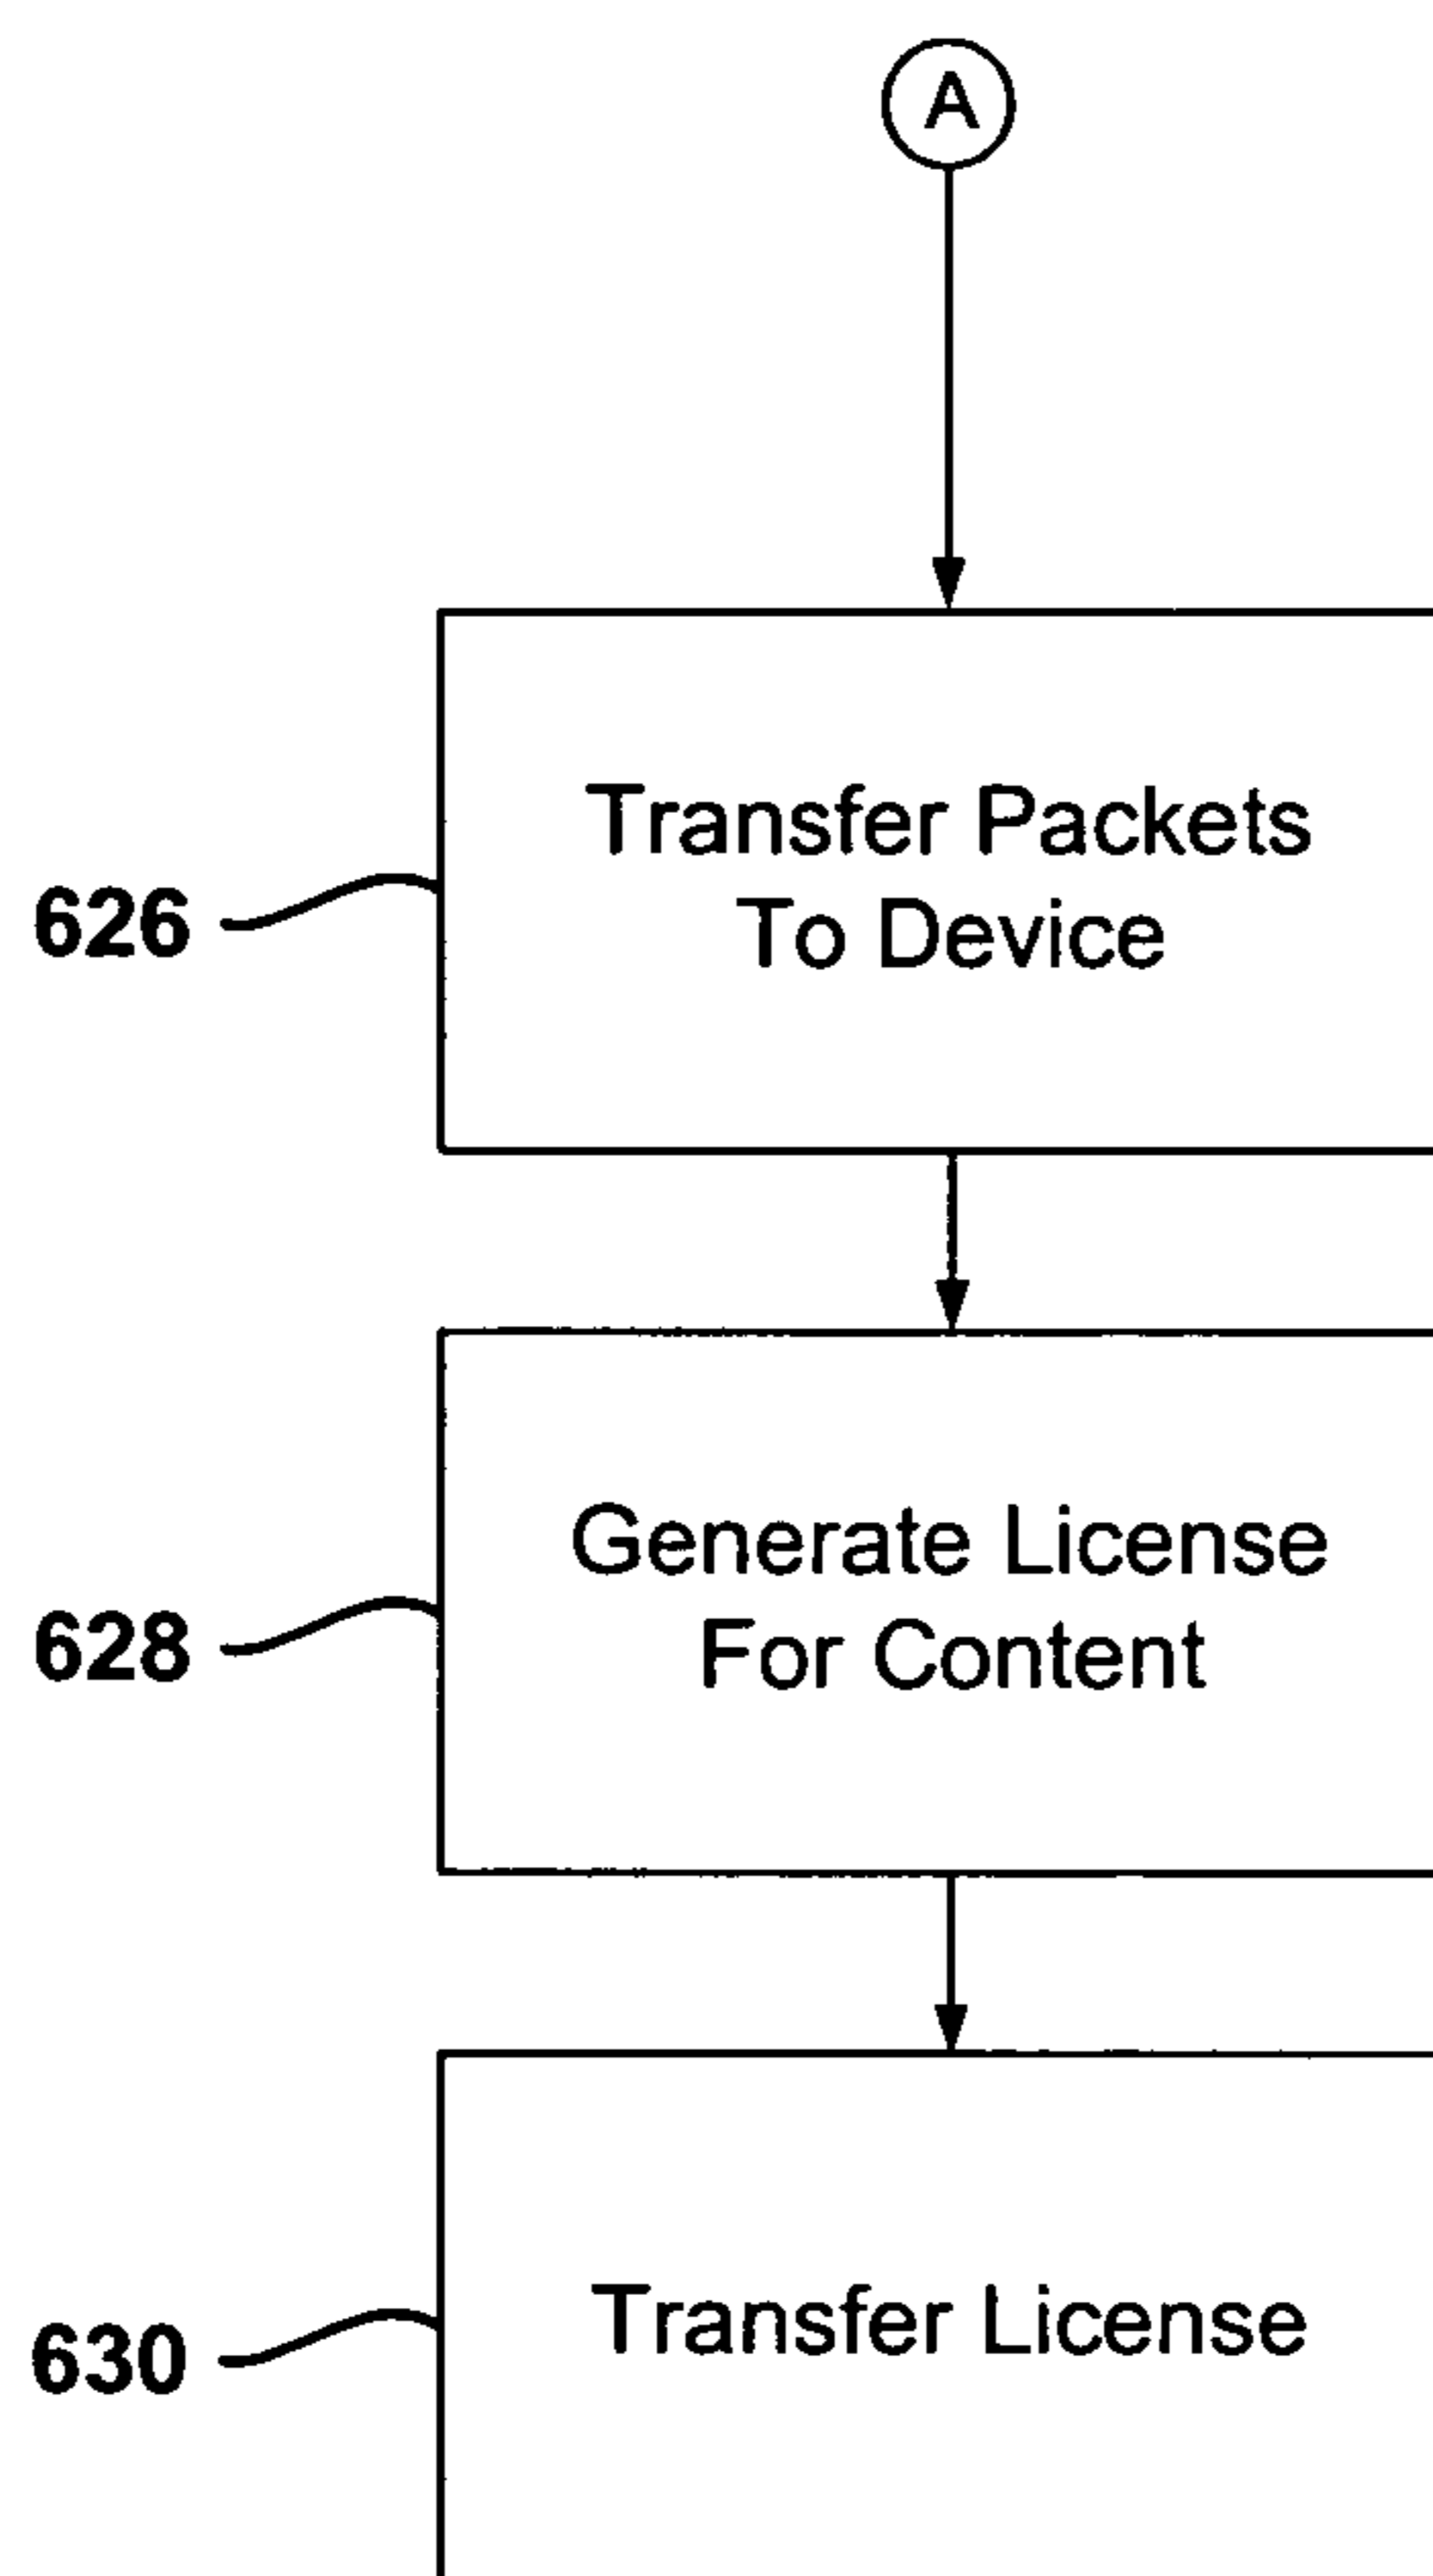 A
Transfer Packets
To Device
626
Generate License
For Content
628
Transfer License
630